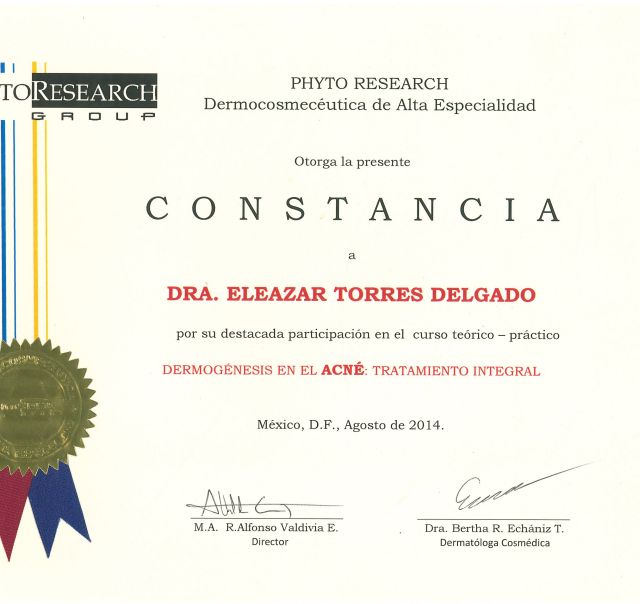 TORESEARCH
GROUP
PHYTO RESEARCH
Dermocosmecéutica de Alta Especialidad
Otorga la presente
CONSTANCIA
a
DRA. ELEAZAR TORRES DELGADO
por su destacada participación en el curso teórico – práctico
DERMOGÉNESIS EN EL ACNÉ: TRATAMIENTO INTEGRAL
México, D.F., Agosto de 2014.
M.A. R.Alfonso Valdivia E.
Director
Dra. Bertha R. Echániz T.
Dermatóloga Cosmédica